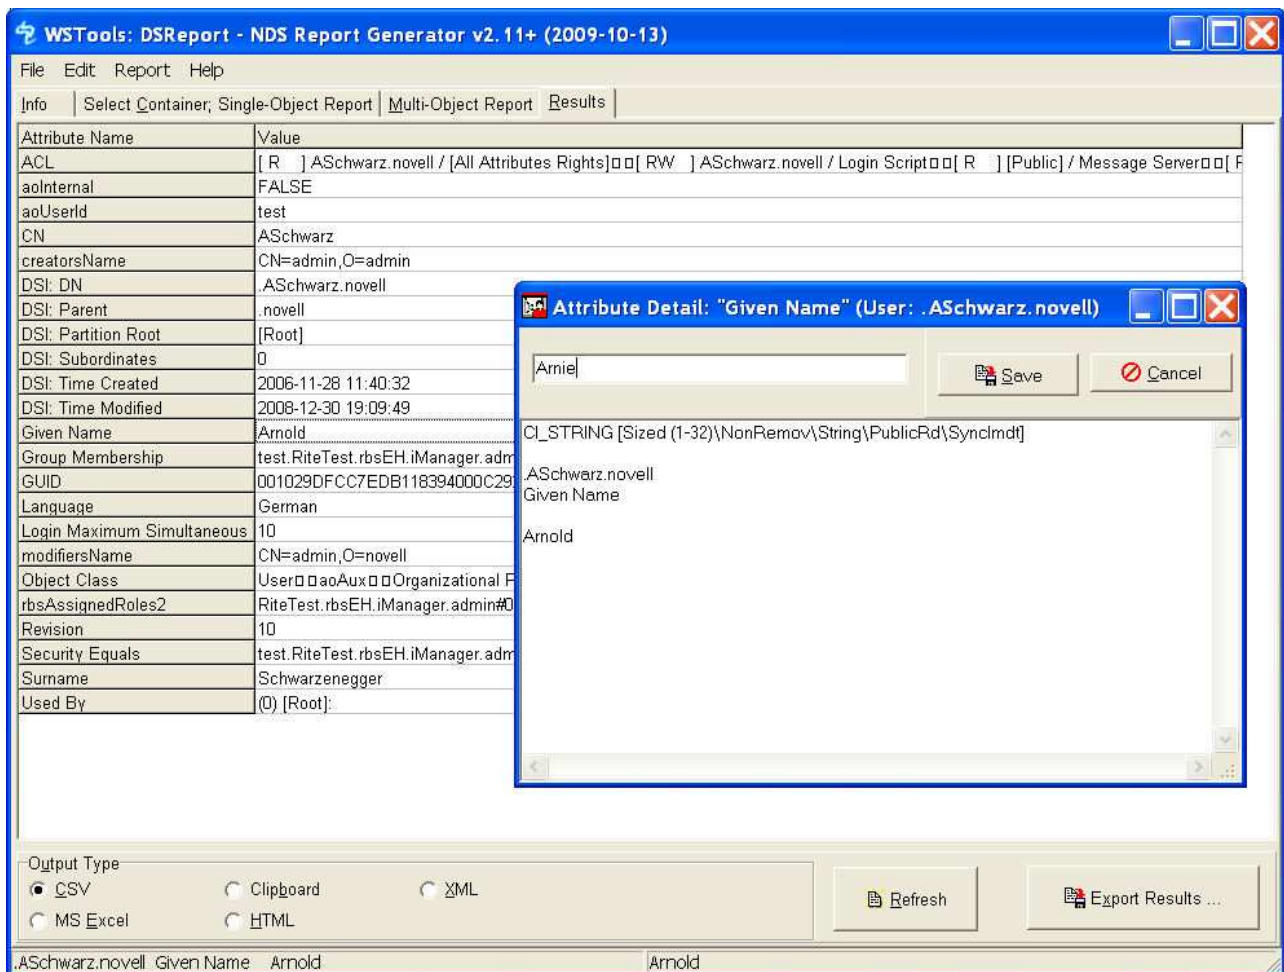 WSTools: DSReport - NDS Report Generator v2.11+ (2009-10-13)
File Edit Report Help
Info Select Container; Single-Object Report Multi-Object Report Results
Attribute Name Value
ACL [ R ] ASchwarz.novell / [All Attributes Rights]□□[ RW ] ASchwarz.novell / Login Script□□[ R ] [Public] / Message Server□□[
aoInternal FALSE
aoUserId test
CN ASchwarz
creatorsName CN=admin,O=admin
DSI: DN .ASchwarz.novell
DSI: Parent .novell
DSI: Partition Root [Root]
DSI: Subordinates 0
DSI: Time Created 2006-11-28 11:40:32
DSI: Time Modified 2008-12-30 19:09:49
Given Name Arnold
Group Membership test.RiteTest.rbsEH.iManager.adm
GUID 001029DFCC7EDB118394000C29
Language German
Login Maximum Simultaneous 10
modifiersName CN=admin,O=novell
Object Class User□□aoAux□□Organizational
rbsAssignedRoles2 RiteTest.rbsEH.iManager.admin#0
Revision 10
Security Equals test.RiteTest.rbsEH.iManager.adm
Surname Schwarzenegger
Used By (0) [Root]:
Attribute Detail: "Given Name" (User: .ASchwarz.novell)
Arnie
Save Cancel
CI_STRING [Sized (1-32)\NonRemov\String\PublicRd\SyncImdt]
.ASchwarz.novell
Given Name
Arnold
Output Type
CSV Clipboard XML
MS Excel HTML
Refresh Export Results ...
.ASchwarz.novell Given Name Arnold Arnold